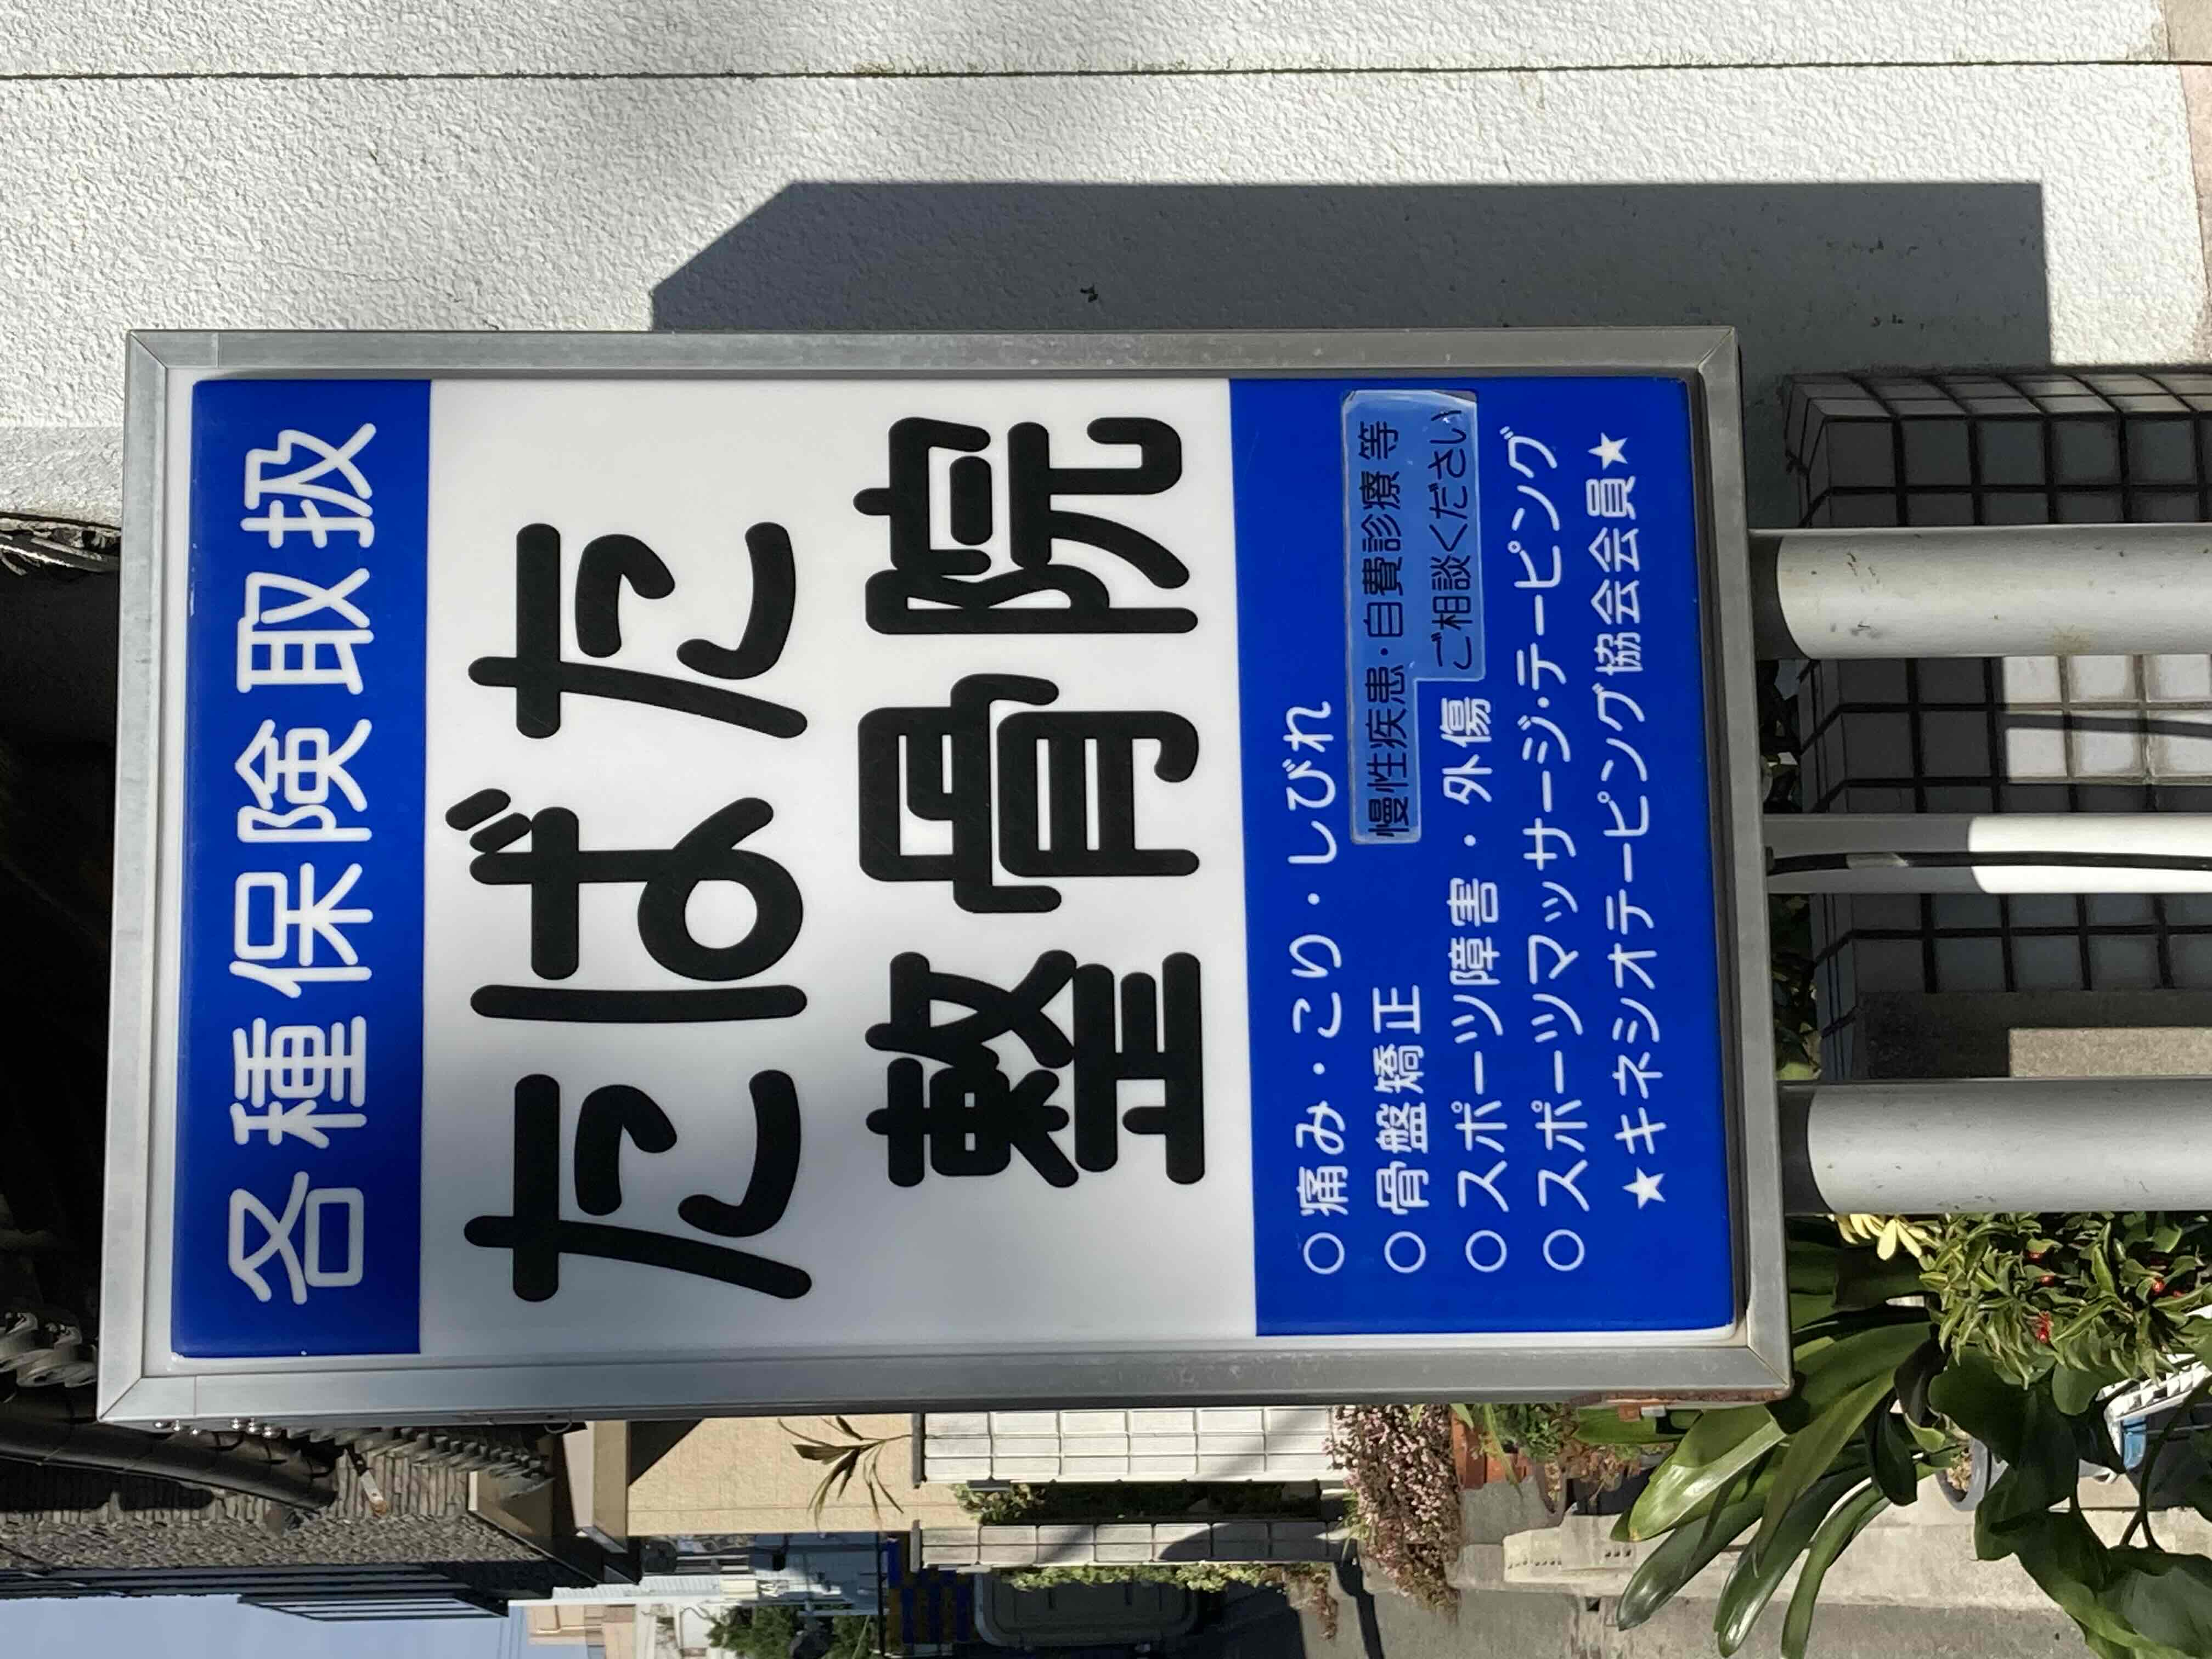 各種保険取扱
たばた
整骨院
○痛み・こり・しびれ
○骨盤矯正
慢性疾患・自費診療等
ご相談ください
○スポーツ障害・外傷
○スポーツマッサージ・テーピング
★キネシオテーピング協会会員★